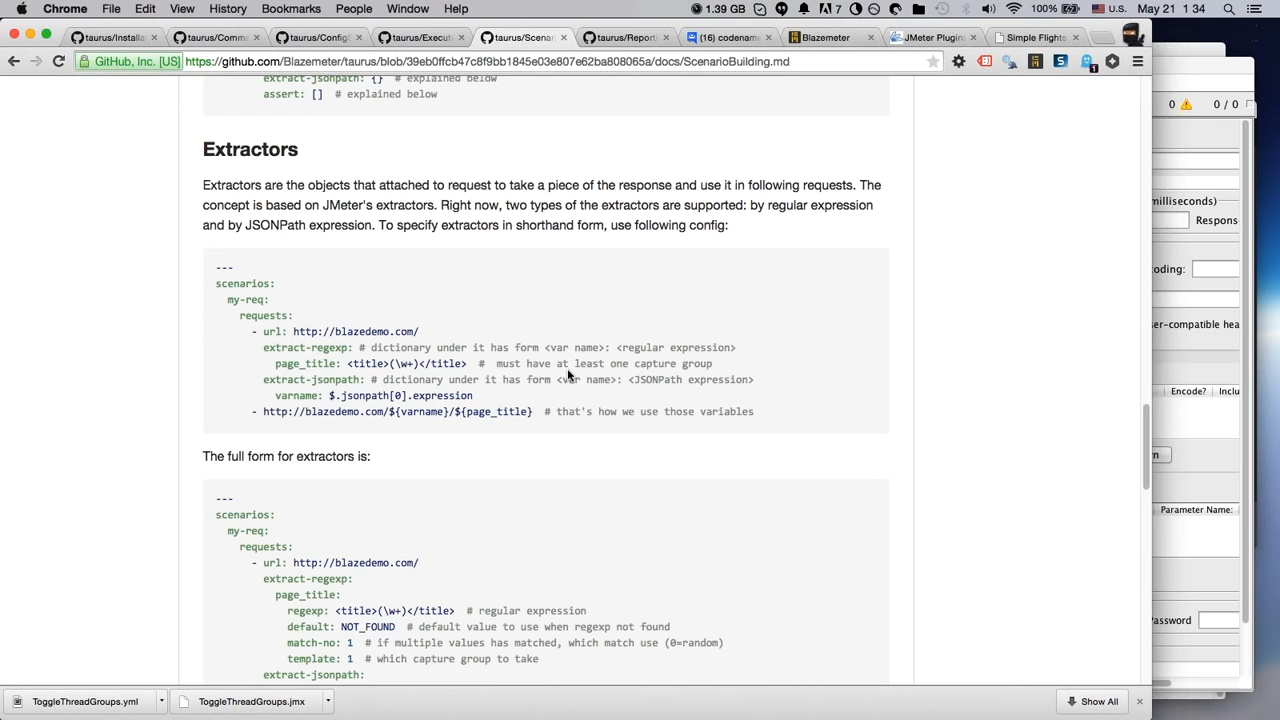 Chrome File Edit View History Bookmarks People Window Help 1.39 GB 7 100% U.S. May 21 1 34
taurus/Installa taurus/Comma taurus/Config taurus/Executi taurus/Scenar taurus/Reporti (16) codename Blazemeter JMeter Plugins Simple Flights
GitHub, Inc. [US] https://github.com/Blazemeter/taurus/blob/39eb0ffcb47c8f9bb1845e03e807e62ba808065a/docs/ScenarioBuilding.md
extract-jsonpath: {} # explained below
assert: [] # explained below
0 0 / 0
Extractors
Extractors are the objects that attached to request to take a piece of the response and use it in following requests. The
concept is based on JMeter's extractors. Right now, two types of the extractors are supported: by regular expression
and by JSONPath expression. To specify extractors in shorthand form, use following config:
milliseconds)
Respons
---
scenarios:
my-req:
requests:
- url: http://blazedemo.com/
extract-regexp: # dictionary under it has form <var name>: <regular expression>
page_title: <title>(\w+)</title> # must have at least one capture group
extract-jsonpath: # dictionary under it has form <var name>: <JSONPath expression>
varname: $.jsonpath[0].expression
- http://blazedemo.com/${varname}/${page_title} # that's how we use those variables
coding:
ser-compatible hea
Encode? Inclu
The full form for extractors is:
---
scenarios:
my-req:
requests:
- url: http://blazedemo.com/
extract-regexp:
page_title:
regexp: <title>(\w+)</title> # regular expression
default: NOT_FOUND # default value to use when regexp not found
match-no: 1 # if multiple values has matched, which match use (0=random)
template: 1 # which capture group to take
extract-jsonpath:
rn
Parameter Name:
Password
ToggleThreadGroups.yml ToggleThreadGroups.jmx Show All